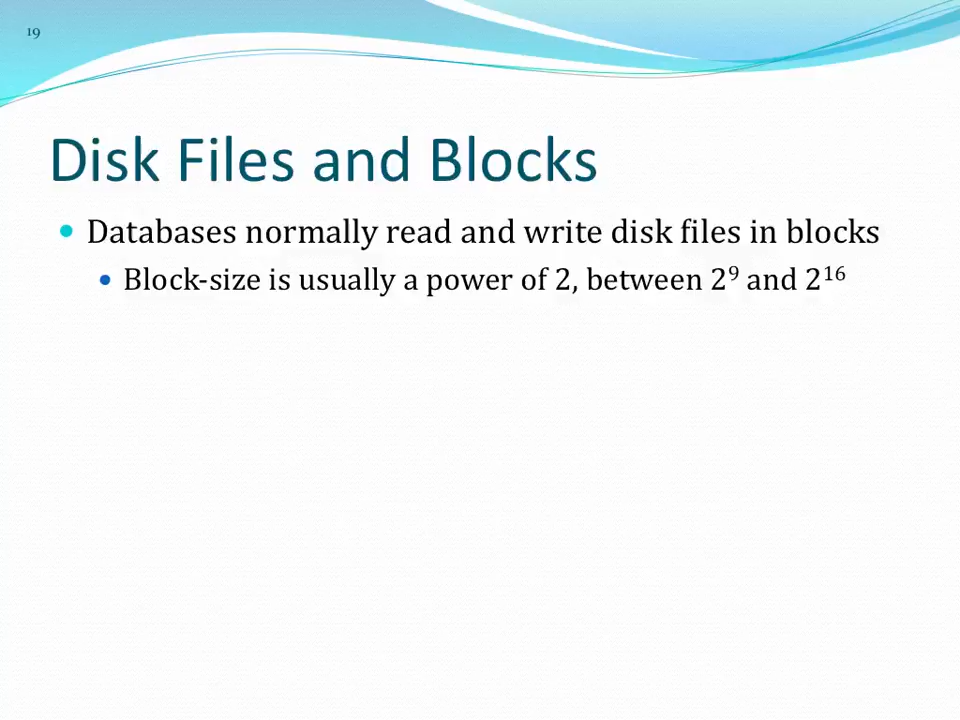 19
Disk Files and Blocks
• Databases normally read and write disk files in blocks
• Block-size is usually a power of 2, between 2⁹ and 2¹⁶